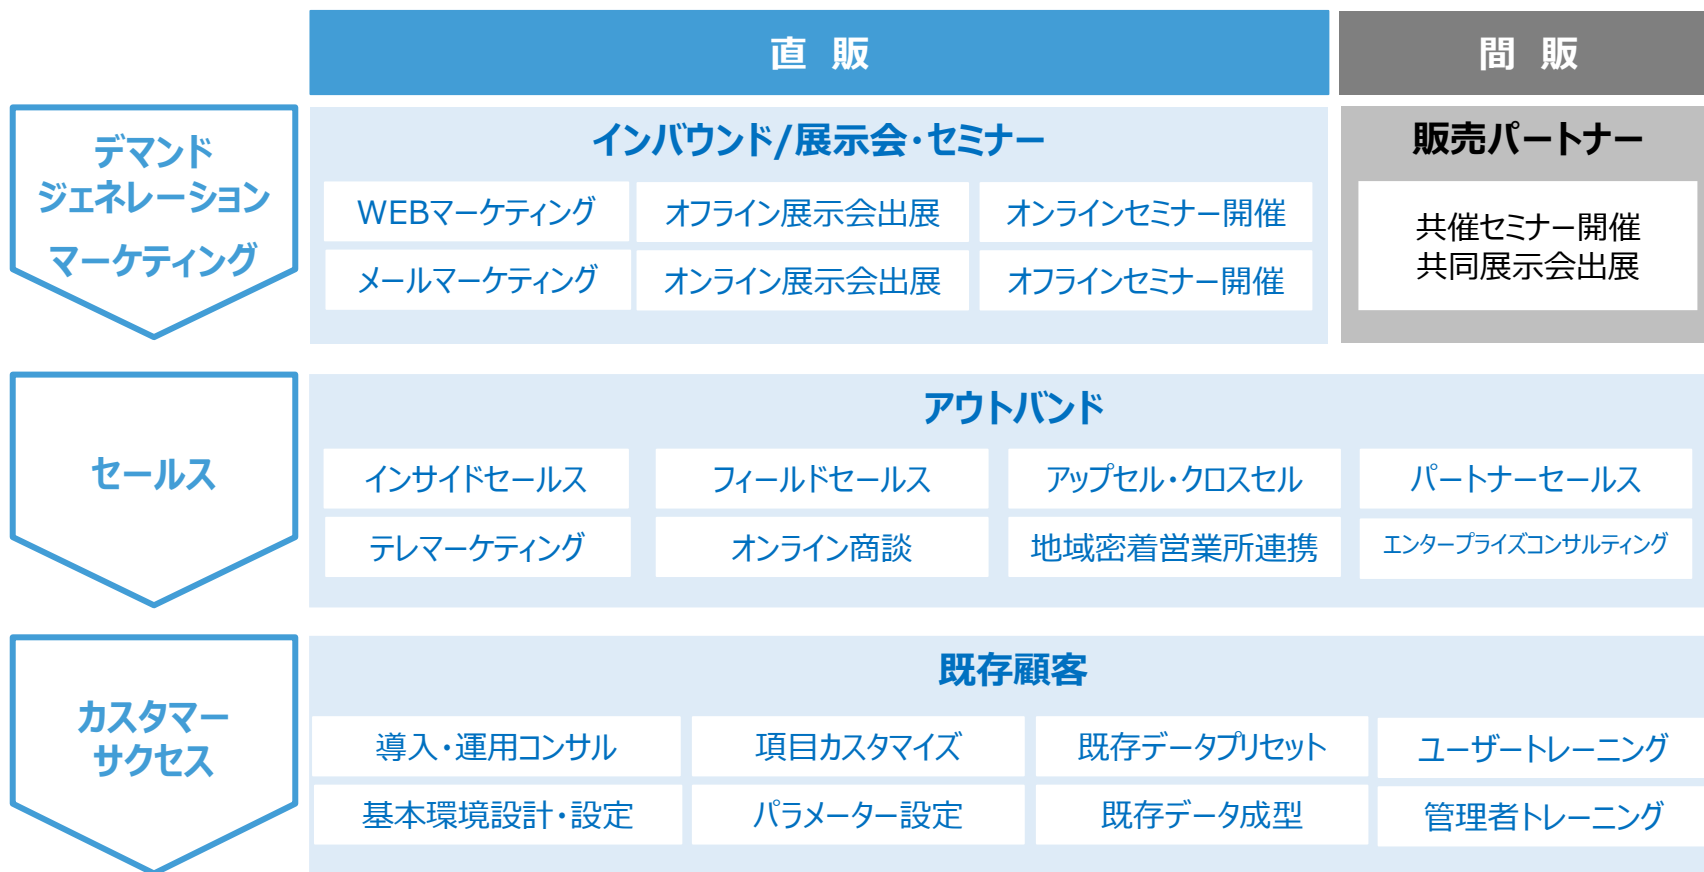 直 販
間 販
デマンド
ジェネレーション
マーケティング
インバウンド/展示会・セミナー
WEBマーケティング
オフライン展示会出展
オンラインセミナー開催
メールマーケティング
オンライン展示会出展
オフラインセミナー開催
販売パートナー
共催セミナー開催
共同展示会出展
セールス
アウトバンド
インサイドセールス
フィールドセールス
アップセル・クロスセル
パートナーセールス
テレマーケティング
オンライン商談
地域密着営業所連携
エンタープライズコンサルティング
カスタマー
サクセス
既存顧客
導入・運用コンサル
項目カスタマイズ
既存データプリセット
ユーザートレーニング
基本環境設計・設定
パラメーター設定
既存データ成型
管理者トレーニング